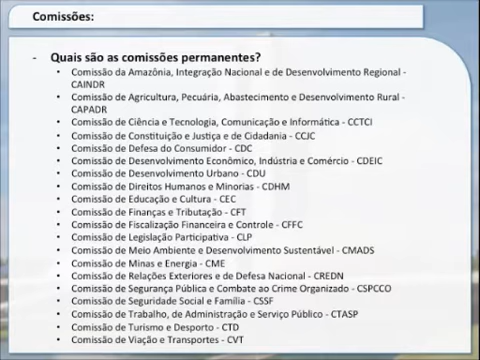 Comissões:
- Quais são as comissões permanentes?
• Comissão da Amazônia, Integração Nacional e de Desenvolvimento Regional -
CAINDR
• Comissão de Agricultura, Pecuária, Abastecimento e Desenvolvimento Rural -
CAPADR
• Comissão de Ciência e Tecnologia, Comunicação e Informática - CCTCI
• Comissão de Constituição e Justiça e de Cidadania - CCJC
• Comissão de Defesa do Consumidor - CDC
• Comissão de Desenvolvimento Econômico, Indústria e Comércio - CDEIC
• Comissão de Desenvolvimento Urbano - CDU
• Comissão de Direitos Humanos e Minorias - CDHM
• Comissão de Educação e Cultura - CEC
• Comissão de Finanças e Tributação - CFT
• Comissão de Fiscalização Financeira e Controle - CFFC
• Comissão de Legislação Participativa - CLP
• Comissão de Meio Ambiente e Desenvolvimento Sustentável - CMADS
• Comissão de Minas e Energia - CME
• Comissão de Relações Exteriores e de Defesa Nacional - CREDN
• Comissão de Segurança Pública e Combate ao Crime Organizado - CSPCCO
• Comissão de Seguridade Social e Família - CSSF
• Comissão de Trabalho, de Administração e Serviço Público - CTASP
• Comissão de Turismo e Desporto - CTD
• Comissão de Viação e Transportes - CVT